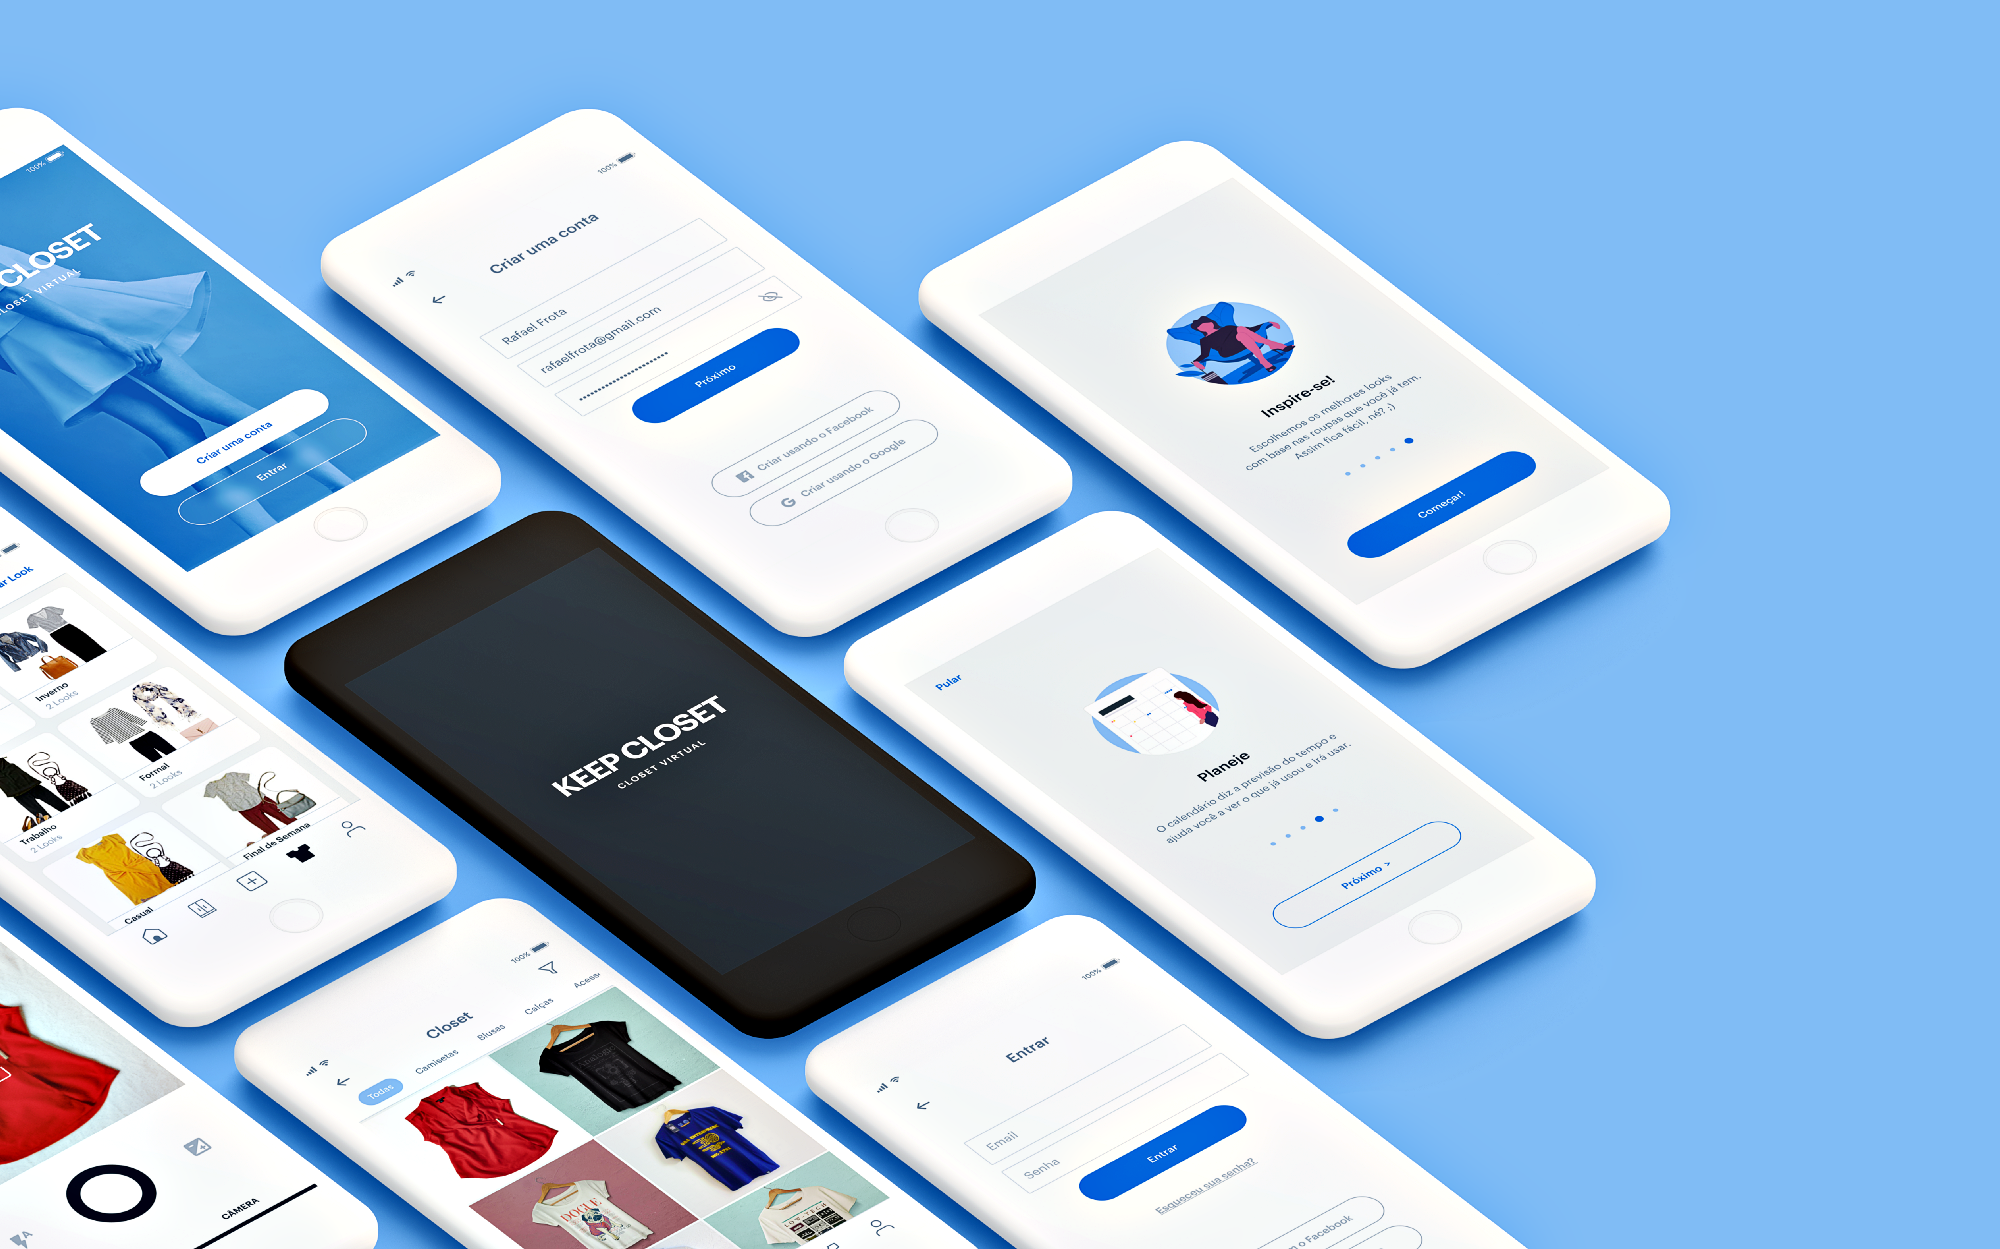 100%
CLOSET
CLOSET VIRTUAL
Criar uma conta
Entrar
100%
Criar uma conta
Rafael Frota
rafaelfrota@gmail.com
Próximo
Criar usando o Facebook
Criar usando o Google
Inspire-se!
Escolhemos os melhores looks
com base nas roupas que você já tem.
Assim fica fácil, né? ;)
Começar!
Look
Inverno
2 Looks
Formal
2 Looks
Trabalho
2 Looks
Final de Semana
Casual
KEEP CLOSET
CLOSET VIRTUAL
Pular
Planeje
O calendário diz a previsão do tempo e
ajuda você a ver o que já usou e irá usar.
Próximo >
CÂMERA
100%
Closet
Todas
Camisetas
Blusas
Calças
Acess
DOGUE
LOW-TECH
100%
Entrar
Email
Senha
Entrar
Esqueceu sua senha?
o Facebook